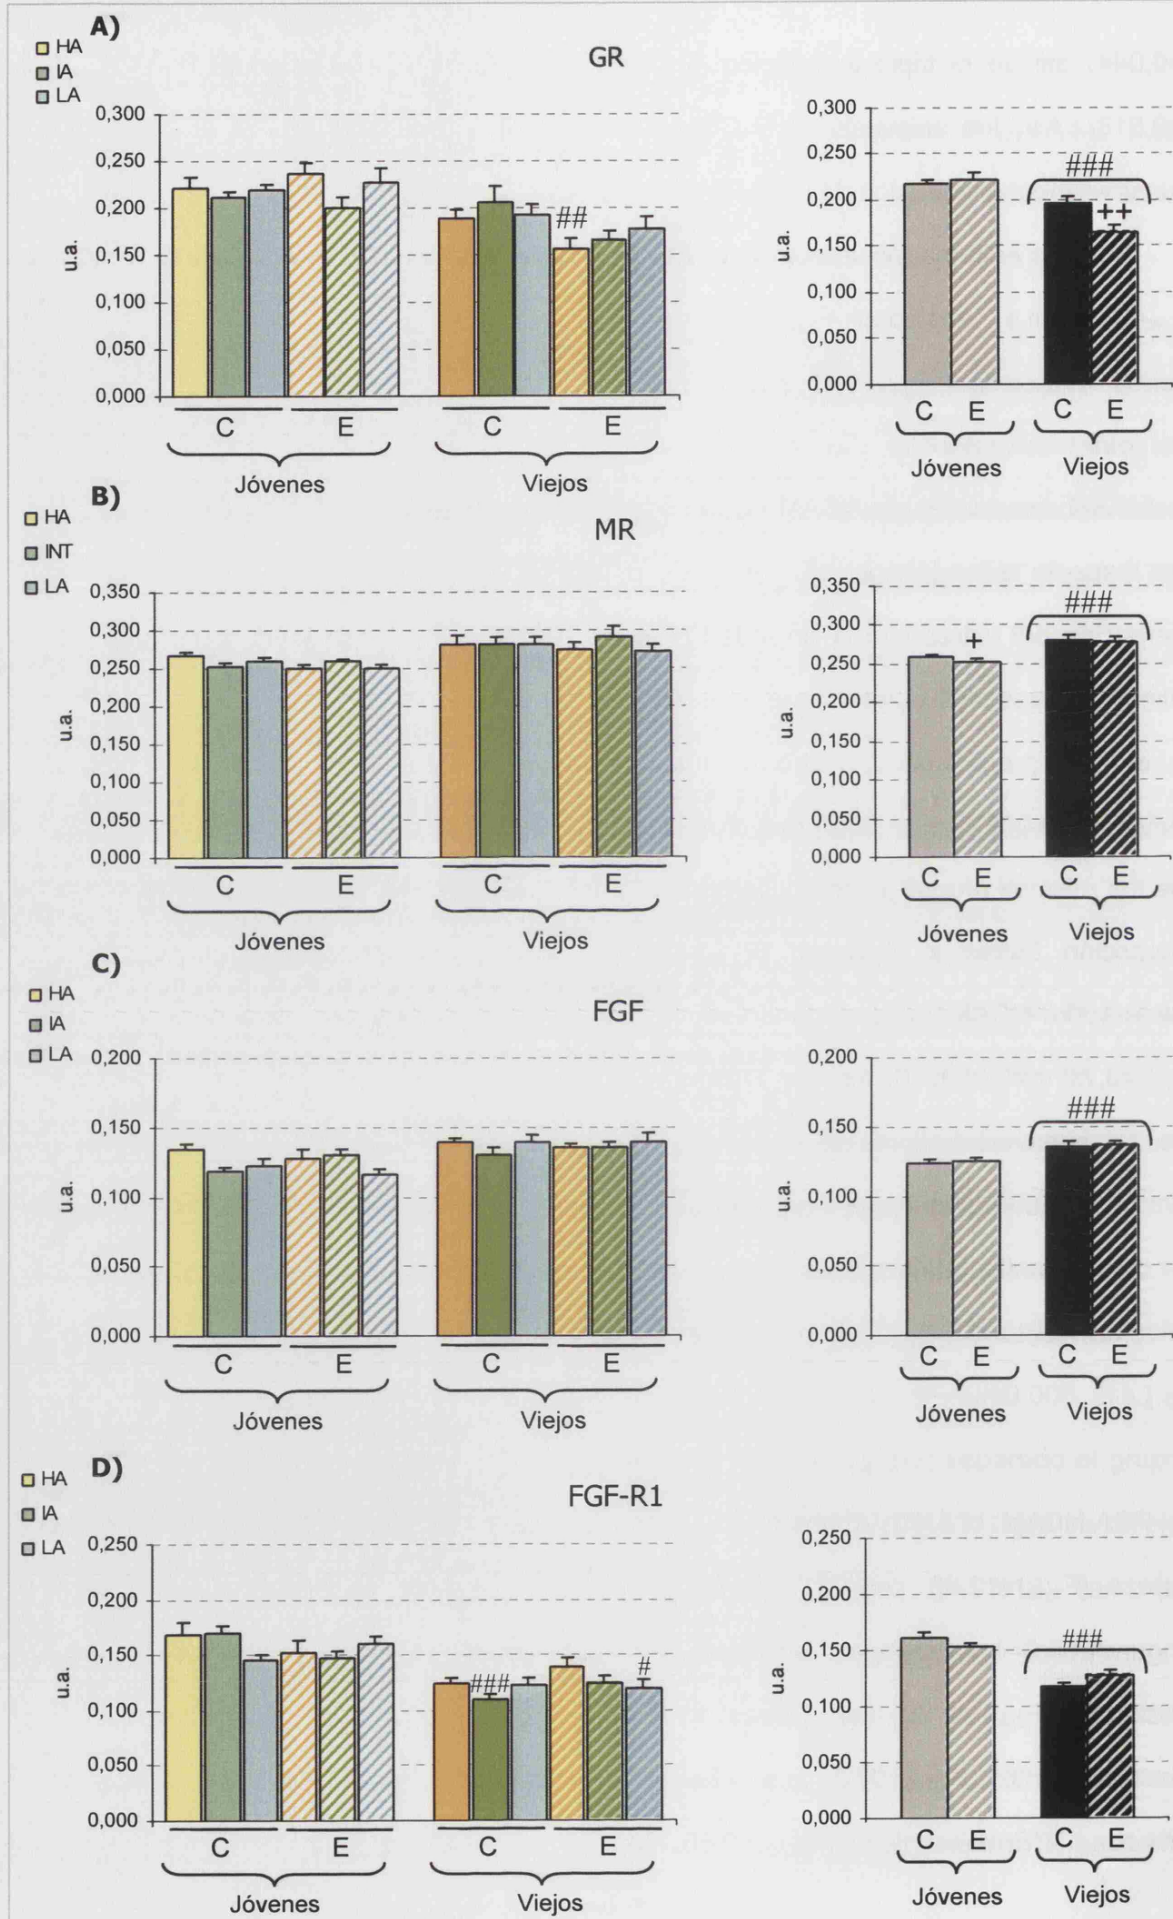 A)
HA
IA
LA
GR
0,300
0,250
0,200
0,150
0,100
0,050
0,000
u.a.
##
C E C E
Jóvenes Viejos
0,300
0,250
0,200
0,150
0,100
0,050
0,000
u.a.
###
++
C E C E
Jóvenes Viejos
B)
HA
INT
LA
MR
0,350
0,300
0,250
0,200
0,150
0,100
0,050
0,000
u.a.
C E C E
Jóvenes Viejos
0,350
0,300
0,250
0,200
0,150
0,100
0,050
0,000
u.a.
+
###
C E C E
Jóvenes Viejos
C)
HA
IA
LA
FGF
0,200
0,150
0,100
0,050
0,000
u.a.
C E C E
Jóvenes Viejos
0,200
0,150
0,100
0,050
0,000
u.a.
###
C E C E
Jóvenes Viejos
D)
HA
IA
LA
FGF-R1
0,250
0,200
0,150
0,100
0,050
0.000
u.a.
###
#
C E C E
Jóvenes Viejos
0,250
0,200
0,150
0,100
0,050
0,000
u.a.
###
C E C E
Jóvenes Viejos